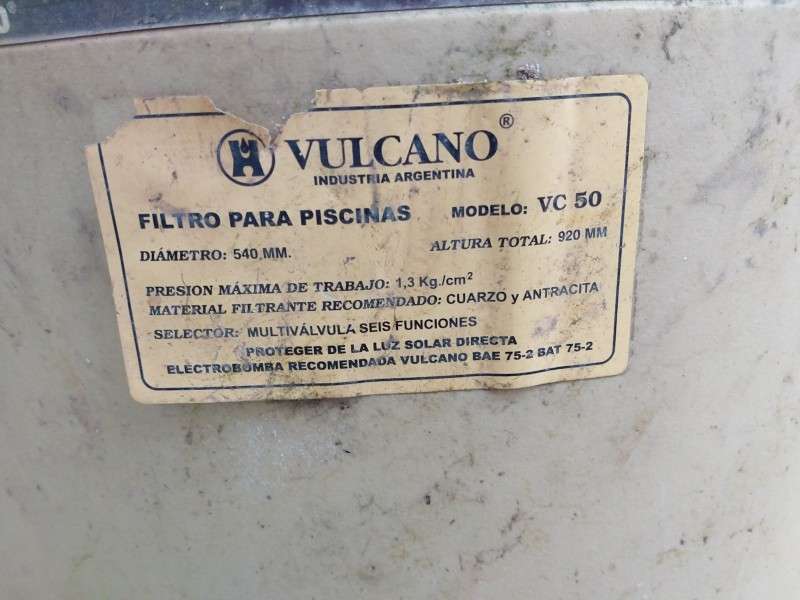 VULCANO®
INDUSTRIA ARGENTINA
FILTRO PARA PISCINAS MODELO: VC 50
DIÁMETRO: 540 MM. ALTURA TOTAL: 920 MM
PRESION MÁXIMA DE TRABAJO: 1,3 Kg./cm²
MATERIAL FILTRANTE RECOMENDADO: CUARZO y ANTRACITA
SELECTOR: MULTIVÁLVULA SEIS FUNCIONES
PROTEGER DE LA LUZ SOLAR DIRECTA
ELECTROBOMBA RECOMENDADA VULCANO BAE 75-2 BAT 75-2